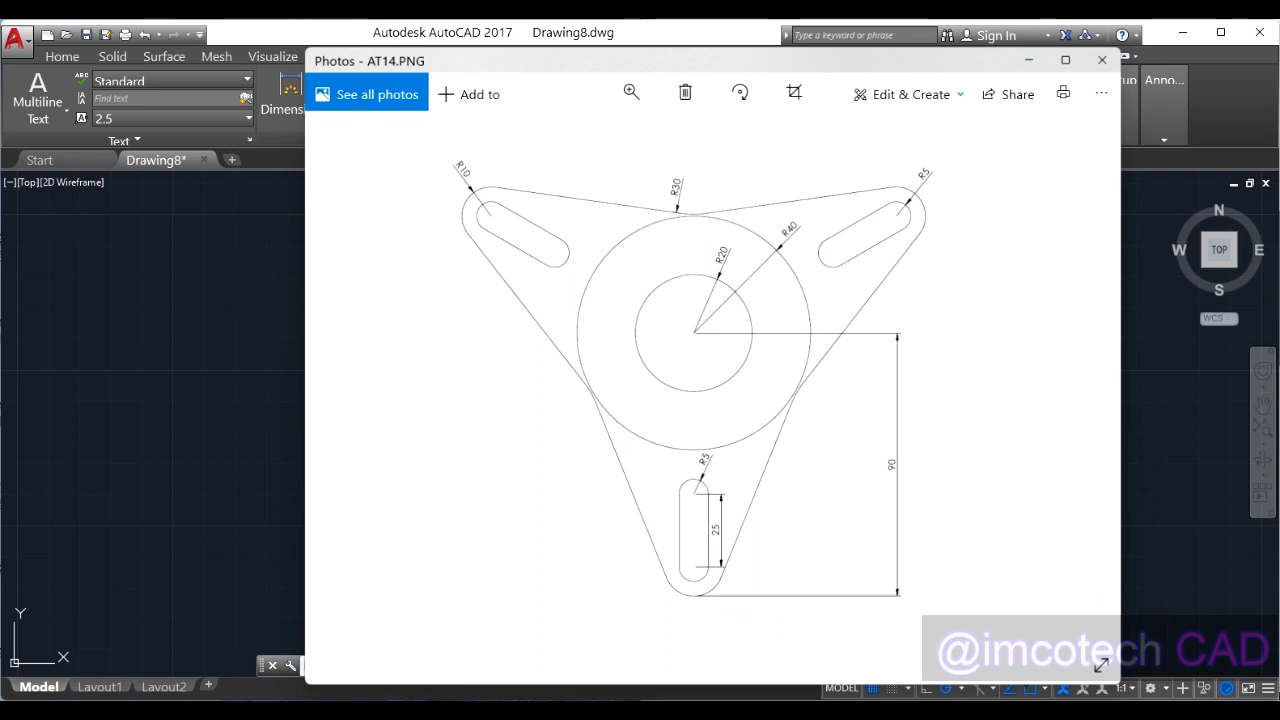 Autodesk AutoCAD 2017 Drawing8.dwg
Type a keyword or phrase
Sign In
Home Solid Surface Mesh Visualize
Photos - AT14.PNG
See all photos
Add to
Edit & Create
Share
A
Multiline
Text
ABC
Standard
Find text
2.5
Text
Dimens
Anno...
Start
Drawing8*
[−][Top][2D Wireframe]
R10
R30
R5
R40
R20
R5
25
90
N
W
TOP
E
S
WCS
Y
X
@imcotech CAD
Model Layout1 Layout2
MODEL
1:1